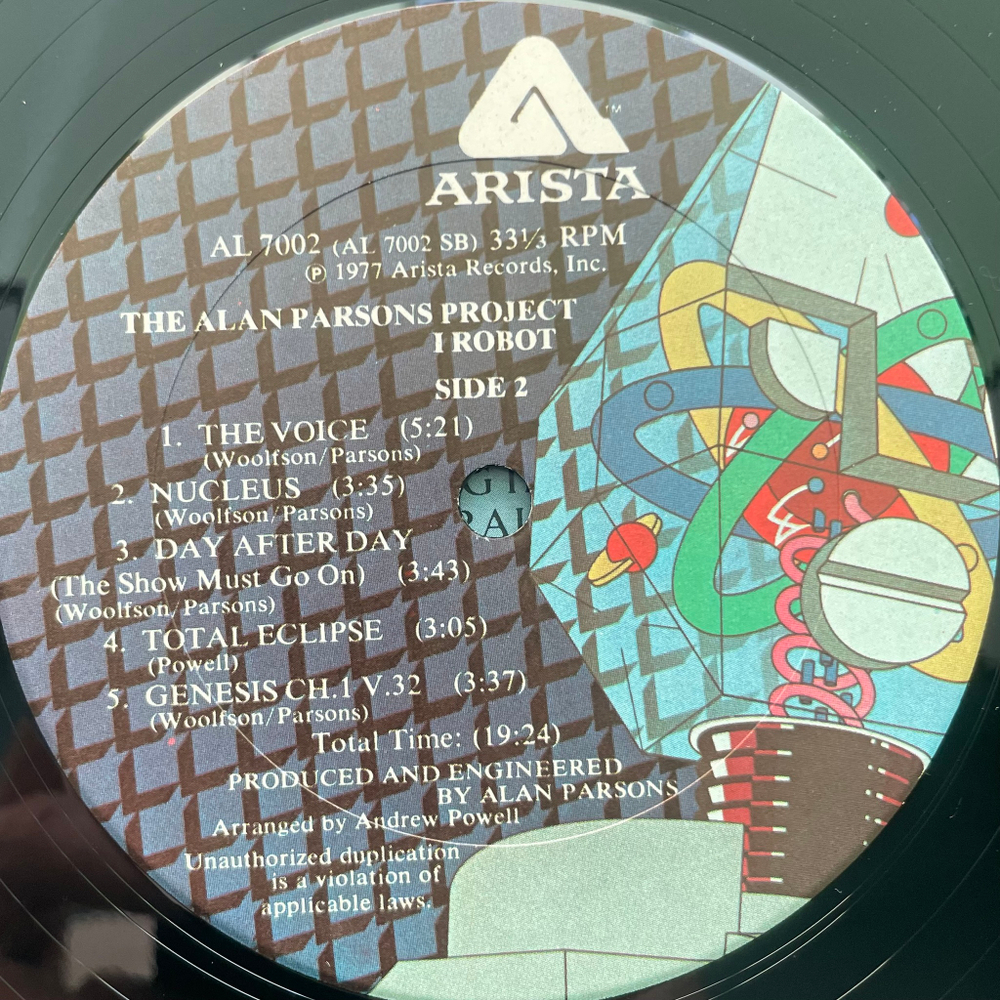 TM
ARISTA
AL 7002 (AL 7002 SB) 33⅓ RPM
℗ 1977 Arista Records, Inc.
THE ALAN PARSONS PROJECT
I ROBOT
SIDE 2
1. THE VOICE (5:21)
(Woolfson/Parsons)
2. NUCLEUS (3:35)
(Woolfson/Parsons)
3. DAY AFTER DAY
(The Show Must Go On) (3:43)
(Woolfson/Parsons)
4. TOTAL ECLIPSE (3:05)
(Powell)
5. GENESIS CH.1 V.32 (3:37)
(Woolfson/Parsons)
Total Time: (19:24)
PRODUCED AND ENGINEERED
BY ALAN PARSONS
Arranged by Andrew Powell
Unauthorized duplication
is a violation of
applicable laws.